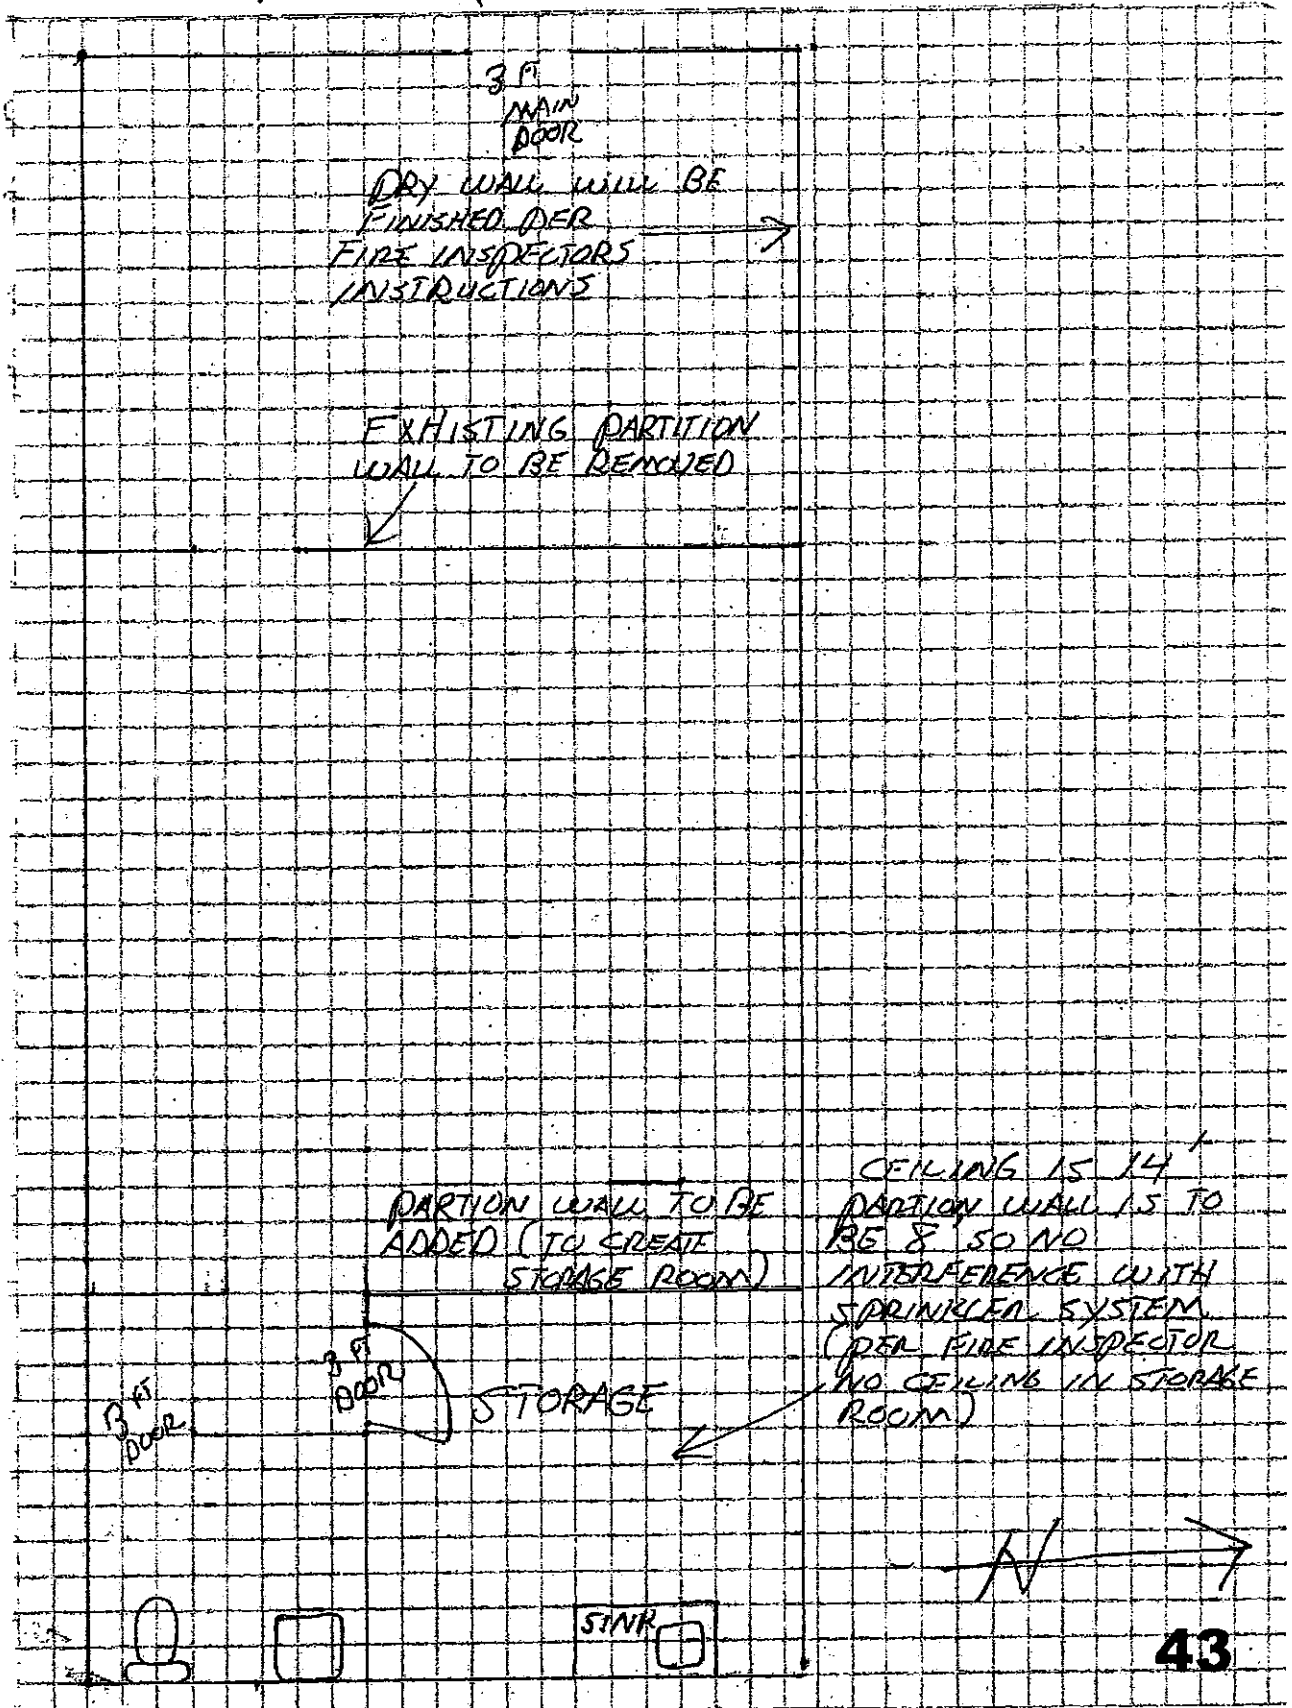 3 FT
MAIN
DOOR
DRY WALL WILL BE
FINISHED PER
FIRE INSPECTORS
INSTRUCTIONS
EXHISTING PARTITION
WALL TO BE REMOVED
PARTION WALL TO BE
ADDED (TO CREATE
STORAGE ROOM)
CEILING IS 14'
PARTION WALL IS TO
BE 8' SO NO
INTERFERENCE WITH
SPRINKLER SYSTEM
(PER FIRE INSPECTOR
NO CEILING IN STORAGE
ROOM)
3 FT
DOOR
STORAGE
3 FT
DOOR
N
SINK
43